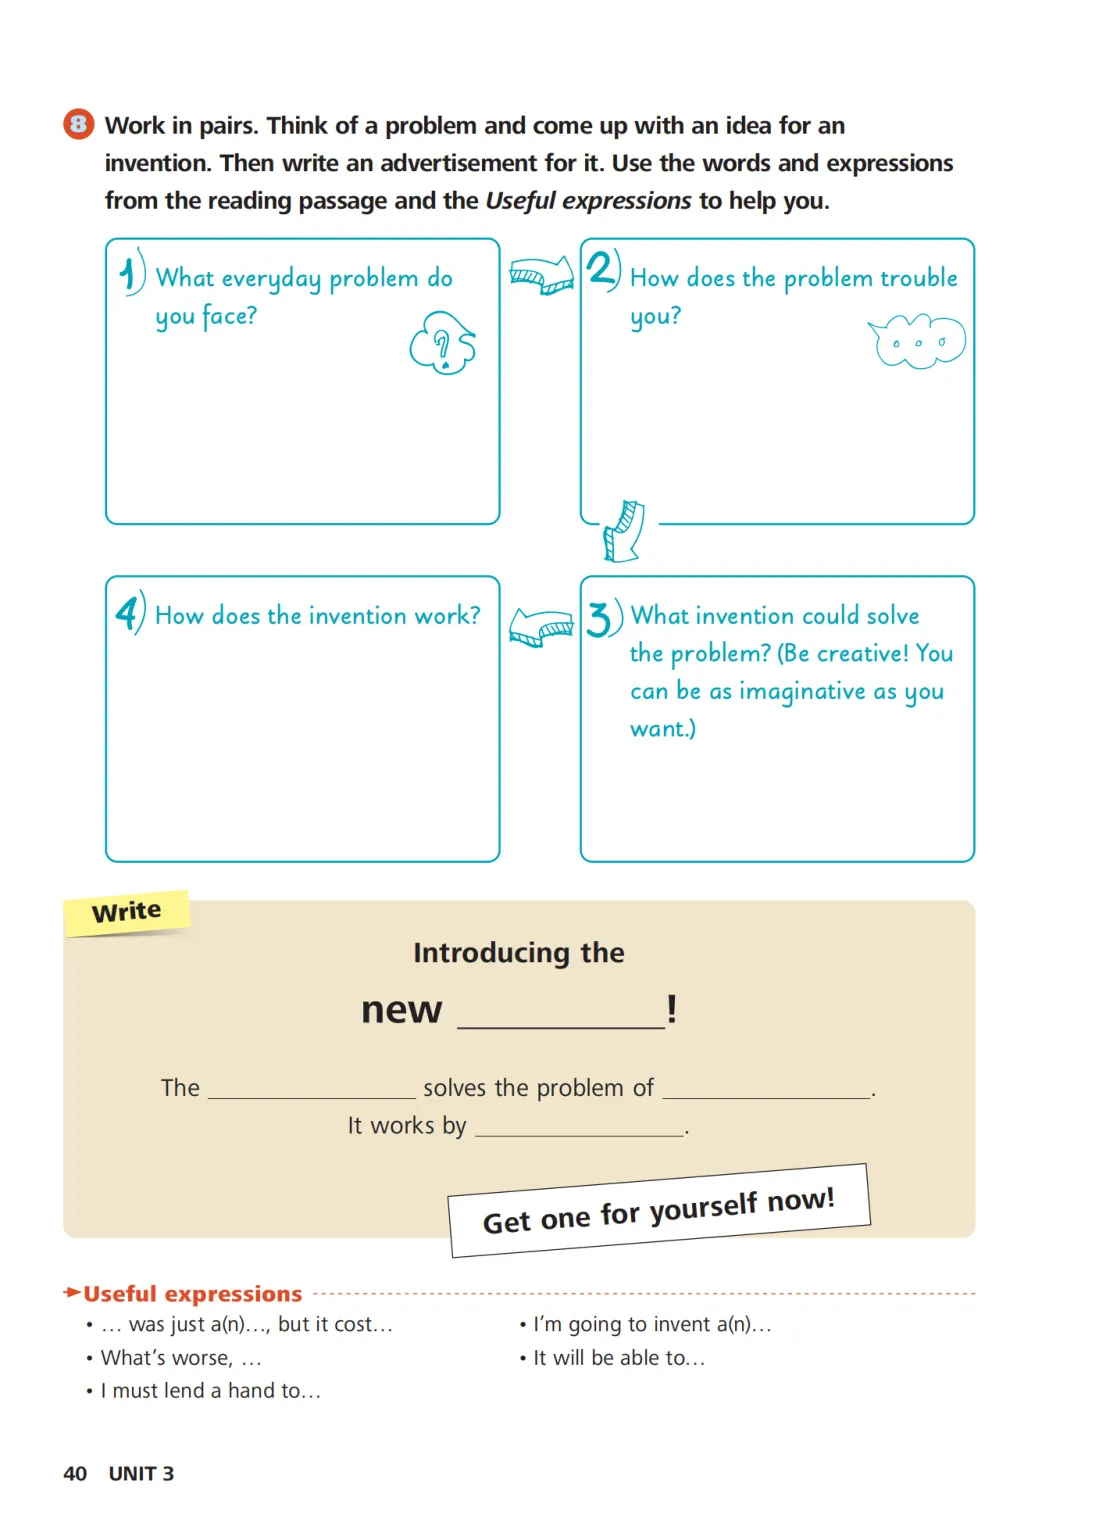 8 Work in pairs. Think of a problem and come up with an idea for an
invention. Then write an advertisement for it. Use the words and expressions
from the reading passage and the Useful expressions to help you.
1) What everyday problem do
you face?
?
2) How does the problem trouble
you?
3) What invention could solve
the problem? (Be creative! You
can be as imaginative as you
want.)
4) How does the invention work?
Write
Introducing the
new ____________!
The ________________ solves the problem of ________________.
It works by ________________.
Get one for yourself now!
Useful expressions
• … was just a(n)…, but it cost…
• What's worse, …
• I must lend a hand to…
• I'm going to invent a(n)…
• It will be able to…
40 UNIT 3